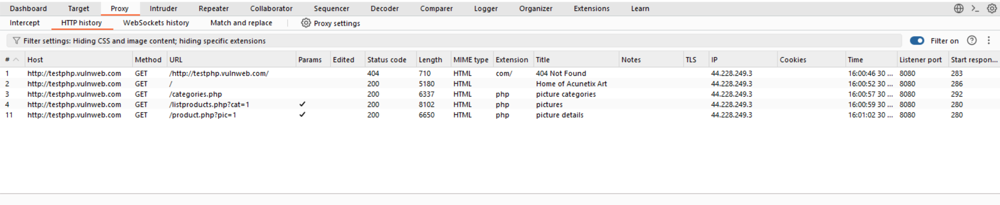 Dashboard Target Proxy Intruder Repeater Collaborator Sequencer Decoder Comparer Logger Organizer Extensions Learn
Intercept HTTP history WebSockets history Match and replace Proxy settings
Filter settings: Hiding CSS and image content; hiding specific extensions Filter on
# Host Method URL Params Edited Status code Length MIME type Extension Title Notes TLS IP Cookies Time Listener port Start respon...
1 http://testphp.vulnweb.com GET /http://testphp.vulnweb.com/ 404 710 HTML com/ 404 Not Found 44.228.249.3 16:00:46 30 ... 8080 283
2 http://testphp.vulnweb.com GET / 200 5180 HTML Home of Acunetix Art 44.228.249.3 16:00:52 30 ... 8080 286
3 http://testphp.vulnweb.com GET /categories.php 200 6337 HTML php picture categories 44.228.249.3 16:00:57 30 ... 8080 292
4 http://testphp.vulnweb.com GET /listproducts.php?cat=1 ✓ 200 8102 HTML php pictures 44.228.249.3 16:00:59 30 ... 8080 280
11 http://testphp.vulnweb.com GET /product.php?pic=1 ✓ 200 6650 HTML php picture details 44.228.249.3 16:01:02 30 ... 8080 280